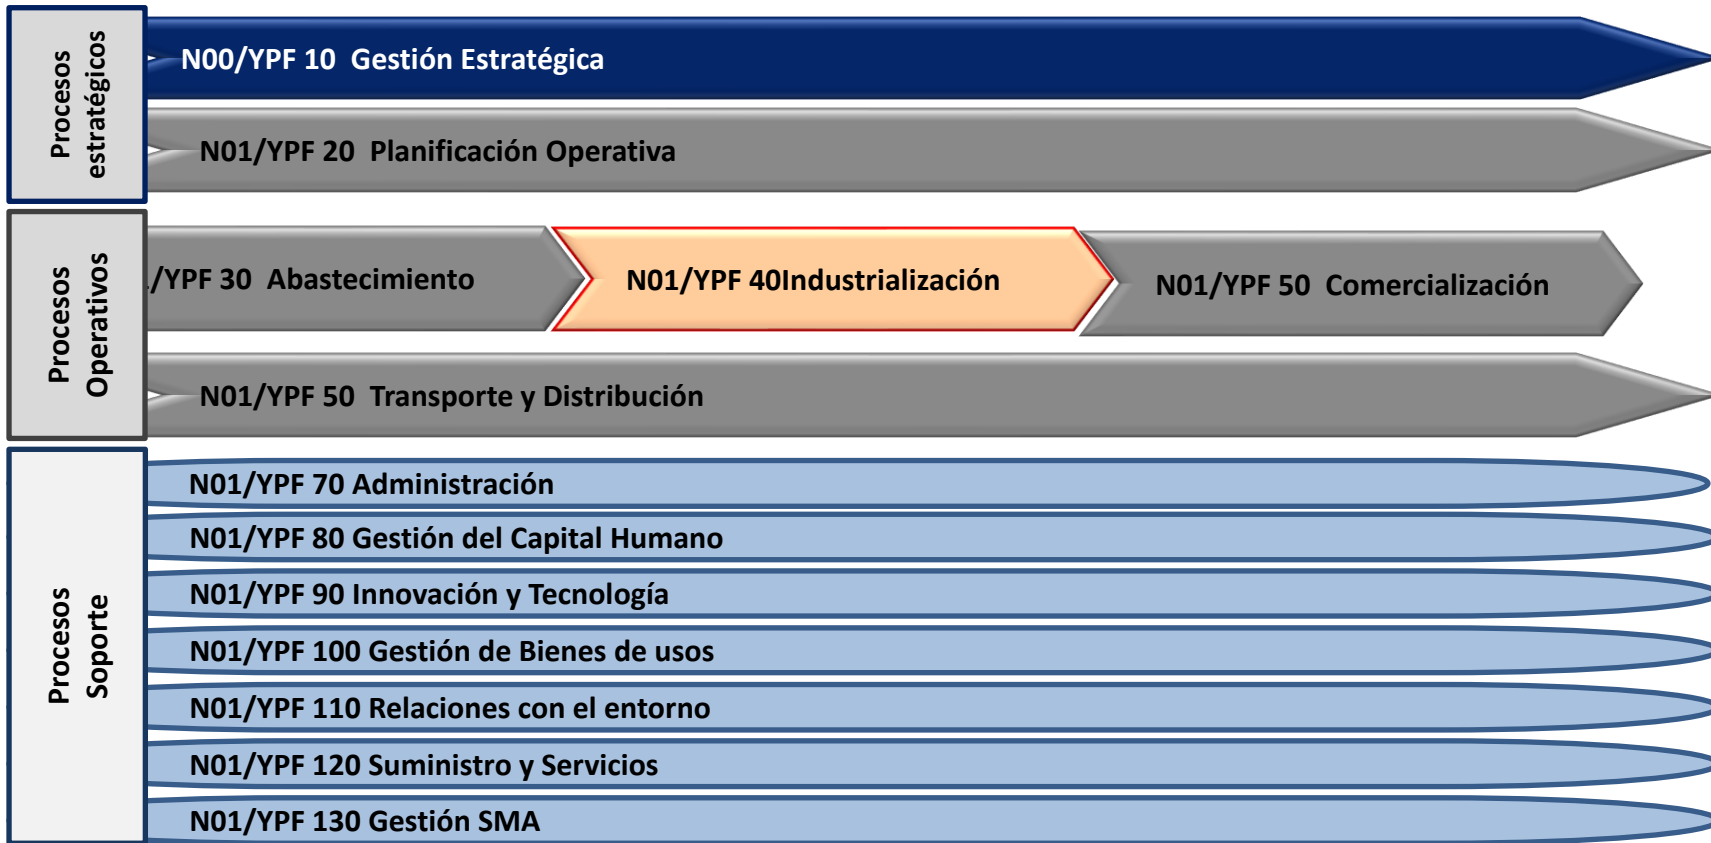 Procesos
estratégicos
N00/YPF 10 Gestión Estratégica
N01/YPF 20 Planificación Operativa
Procesos
Operativos
/YPF 30 Abastecimiento
N01/YPF 40Industrialización
N01/YPF 50 Comercialización
N01/YPF 50 Transporte y Distribución
Procesos
Soporte
N01/YPF 70 Administración
N01/YPF 80 Gestión del Capital Humano
N01/YPF 90 Innovación y Tecnología
N01/YPF 100 Gestión de Bienes de usos
N01/YPF 110 Relaciones con el entorno
N01/YPF 120 Suministro y Servicios
N01/YPF 130 Gestión SMA